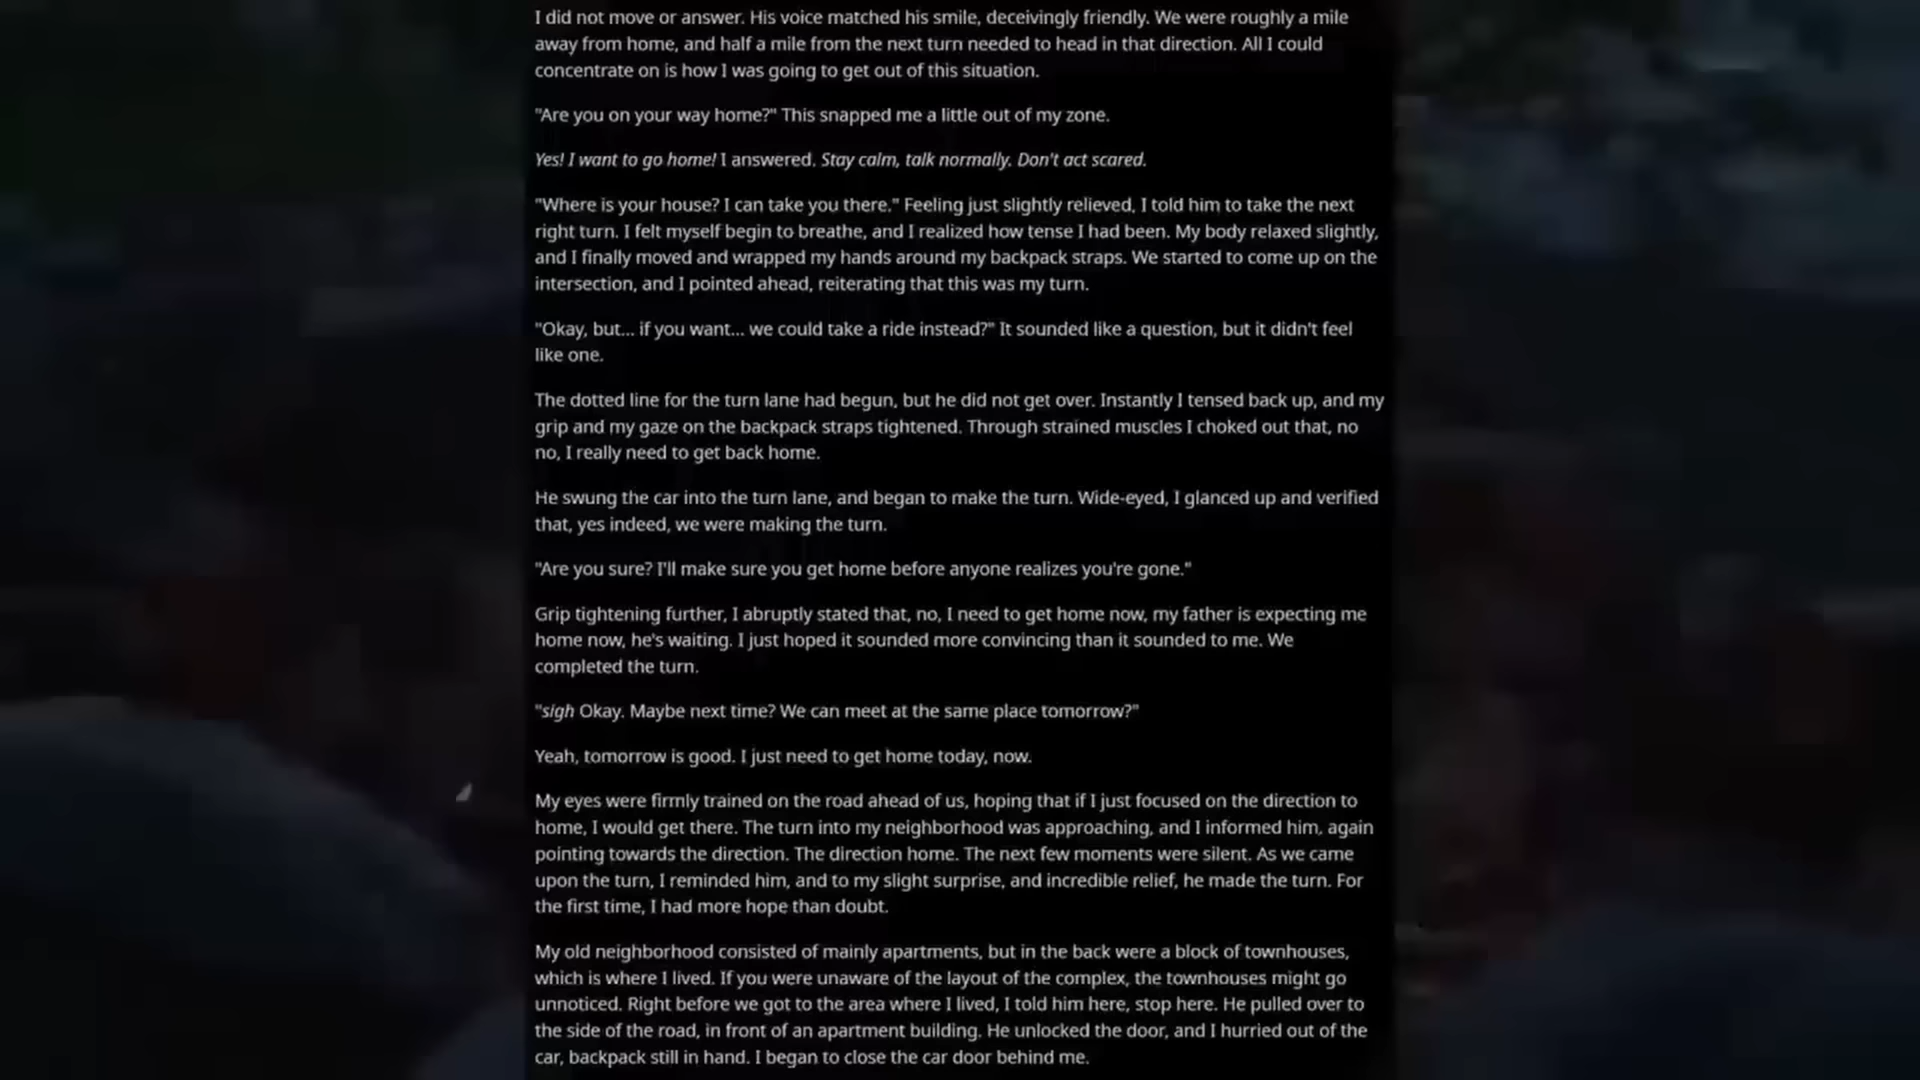 I did not move or answer. His voice matched his smile, deceivingly friendly. We were roughly a mile
away from home, and half a mile from the next turn needed to head in that direction. All I could
concentrate on is how I was going to get out of this situation.
"Are you on your way home?" This snapped me a little out of my zone.
Yes! I want to go home! I answered. Stay calm, talk normally. Don't act scared.
"Where is your house? I can take you there." Feeling just slightly relieved, I told him to take the next
right turn. I felt myself begin to breathe, and I realized how tense I had been. My body relaxed slightly,
and I finally moved and wrapped my hands around my backpack straps. We started to come up on the
intersection, and I pointed ahead, reiterating that this was my turn.
"Okay, but... if you want... we could take a ride instead?" It sounded like a question, but it didn't feel
like one.
The dotted line for the turn lane had begun, but he did not get over. Instantly I tensed back up, and my
grip and my gaze on the backpack straps tightened. Through strained muscles I choked out that, no
no, I really need to get back home.
He swung the car into the turn lane, and began to make the turn. Wide-eyed, I glanced up and verified
that, yes indeed, we were making the turn.
"Are you sure? I'll make sure you get home before anyone realizes you're gone."
Grip tightening further, I abruptly stated that, no, I need to get home now, my father is expecting me
home now, he's waiting. I just hoped it sounded more convincing than it sounded to me. We
completed the turn.
"sigh Okay. Maybe next time? We can meet at the same place tomorrow?"
Yeah, tomorrow is good. I just need to get home today, now.
My eyes were firmly trained on the road ahead of us, hoping that if I just focused on the direction to
home, I would get there. The turn into my neighborhood was approaching, and I informed him, again
pointing towards the direction. The direction home. The next few moments were silent. As we came
upon the turn, I reminded him, and to my slight surprise, and incredible relief, he made the turn. For
the first time, I had more hope than doubt.
My old neighborhood consisted of mainly apartments, but in the back were a block of townhouses,
which is where I lived. If you were unaware of the layout of the complex, the townhouses might go
unnoticed. Right before we got to the area where I lived, I told him here, stop here. He pulled over to
the side of the road, in front of an apartment building. He unlocked the door, and I hurried out of the
car, backpack still in hand. I began to close the car door behind me.